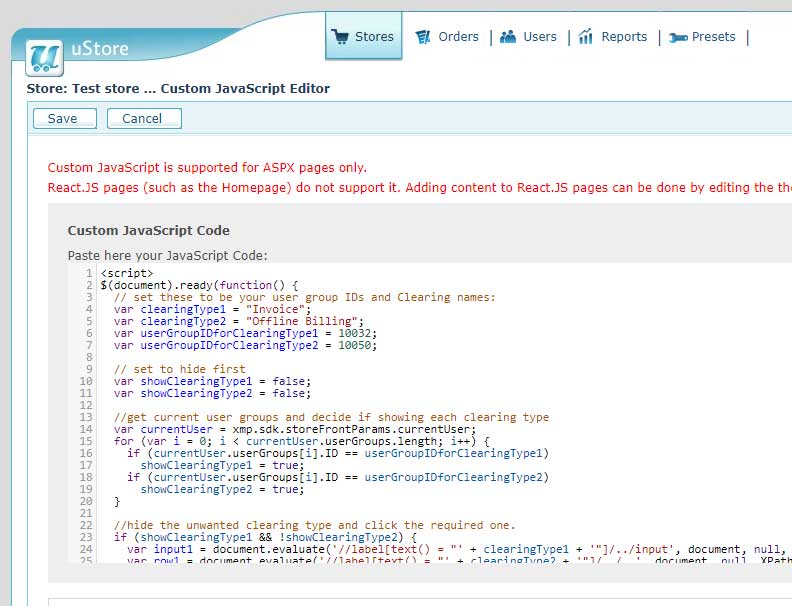 uStore
Stores
Orders | Users | Reports | Presets |
Store: Test store ... Custom JavaScript Editor
Save Cancel
Custom JavaScript is supported for ASPX pages only.
React.JS pages (such as the Homepage) do not support it. Adding content to React.JS pages can be done by editing the the
Custom JavaScript Code
Paste here your JavaScript Code:
1 <script>
2 $(document).ready(function() {
3 // set these to be your user group IDs and Clearing names:
4 var clearingType1 = "Invoice";
5 var clearingType2 = "Offline Billing";
6 var userGroupIDforClearingType1 = 10032;
7 var userGroupIDforClearingType2 = 10050;
8
9 // set to hide first
10 var showClearingType1 = false;
11 var showClearingType2 = false;
12
13 //get current user groups and decide if showing each clearing type
14 var currentUser = xmp.sdk.storeFrontParams.currentUser;
15 for (var i = 0; i < currentUser.userGroups.length; i++) {
16 if (currentUser.userGroups[i].ID == userGroupIDforClearingType1)
17 showClearingType1 = true;
18 if (currentUser.userGroups[i].ID == userGroupIDforClearingType2)
19 showClearingType2 = true;
20 }
21
22 //hide the unwanted clearing type and click the required one.
23 if (showClearingType1 && !showClearingType2) {
24 var input1 = document.evaluate('//label[text() = "' + clearingType1 + '"]/../input', document, null,
25 var row1 = document.evaluate('//label[text() = "' + clearingType1 + '"]/../..', document, null, XPath